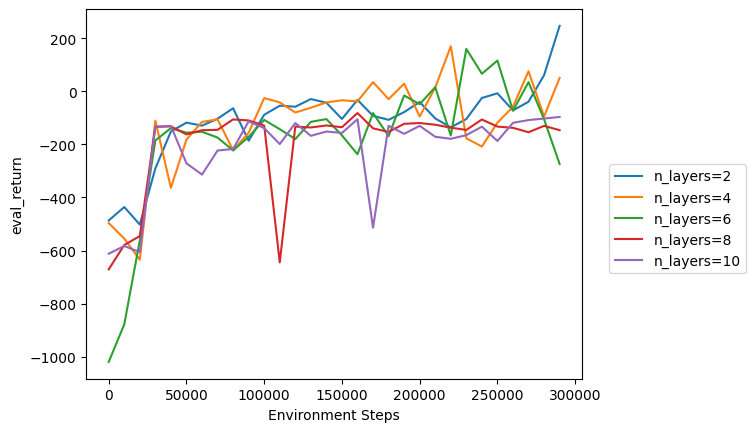 eval_return
200
0
−200
−400
−600
−800
−1000
0
50000
100000
150000
200000
250000
300000
Environment Steps
n_layers=2
n_layers=4
n_layers=6
n_layers=8
n_layers=10